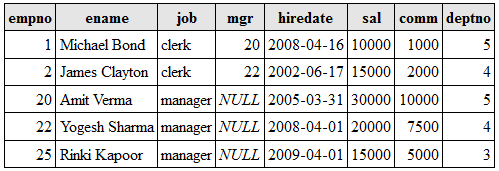 empno ename job mgr hiredate sal comm deptno
1 Michael Bond clerk 20 2008-04-16 10000 1000 5
2 James Clayton clerk 22 2002-06-17 15000 2000 4
20 Amit Verma manager NULL 2005-03-31 30000 10000 5
22 Yogesh Sharma manager NULL 2008-04-01 20000 7500 4
25 Rinki Kapoor manager NULL 2009-04-01 15000 5000 3